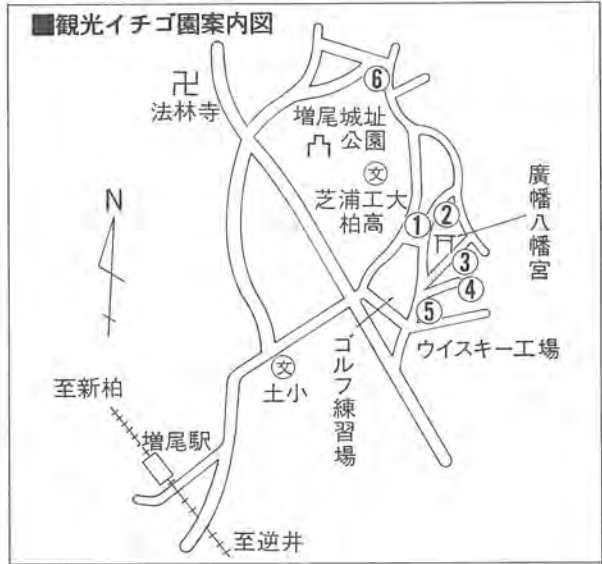 ■観光イチゴ園案内図
卍
法林寺
⑥
増尾城址
公園
文
芝浦工大
柏高
N
廣幡八幡宮
①
②
③
④
⑤
ウイスキー工場
ゴルフ練習場
文
土小
至新柏
増尾駅
至逆井